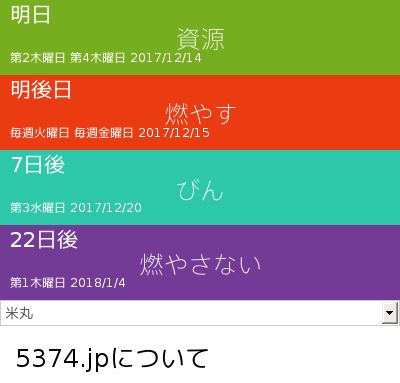 明日
資源
第2木曜日 第4木曜日 2017/12/14
明後日
燃やす
毎週火曜日 毎週金曜日 2017/12/15
7日後
びん
第3水曜日 2017/12/20
22日後
燃やさない
第1木曜日 2018/1/4
米丸
5374.jpについて